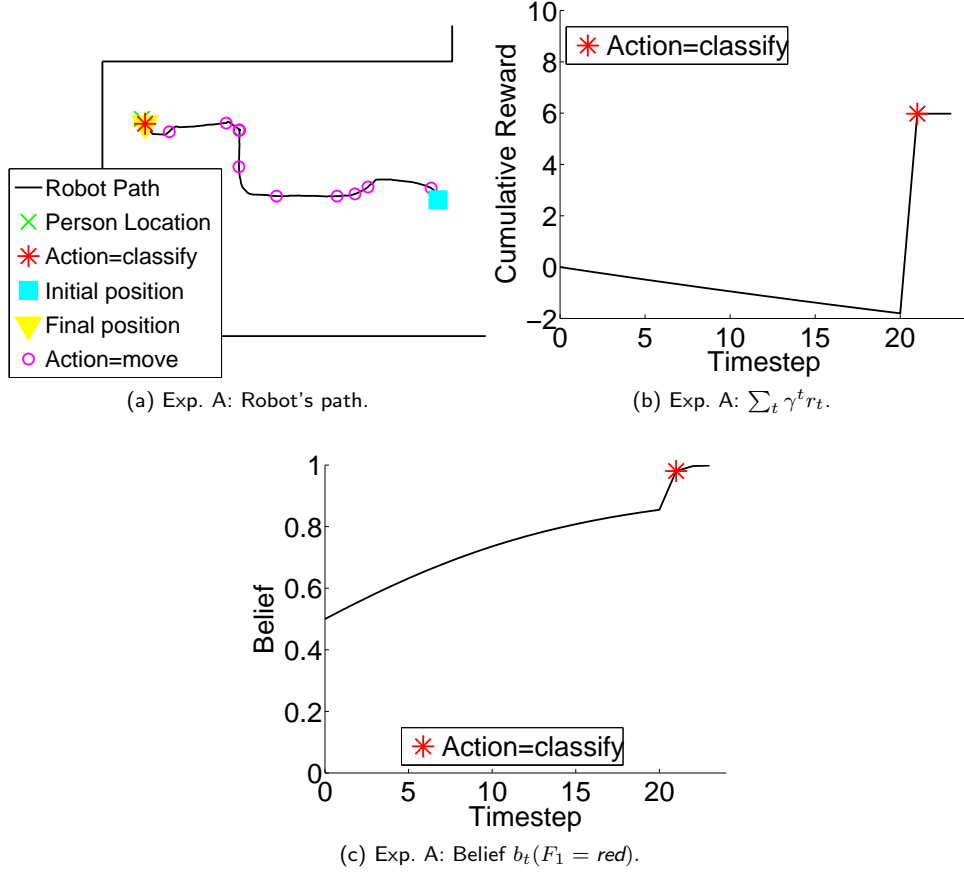 Robot Path
Person Location
Action=classify
Initial position
Final position
Action=move
(a) Exp. A: Robot's path.
10
8
6
4
2
0
−2
Cumulative Reward
Action=classify
0 5 10 15 20
Timestep
(b) Exp. A: ∑_t γ^t r_t.
1
0.8
0.6
0.4
0.2
0
Belief
Action=classify
0 5 10 15 20
Timestep
(c) Exp. A: Belief b_t(F_1 = red).